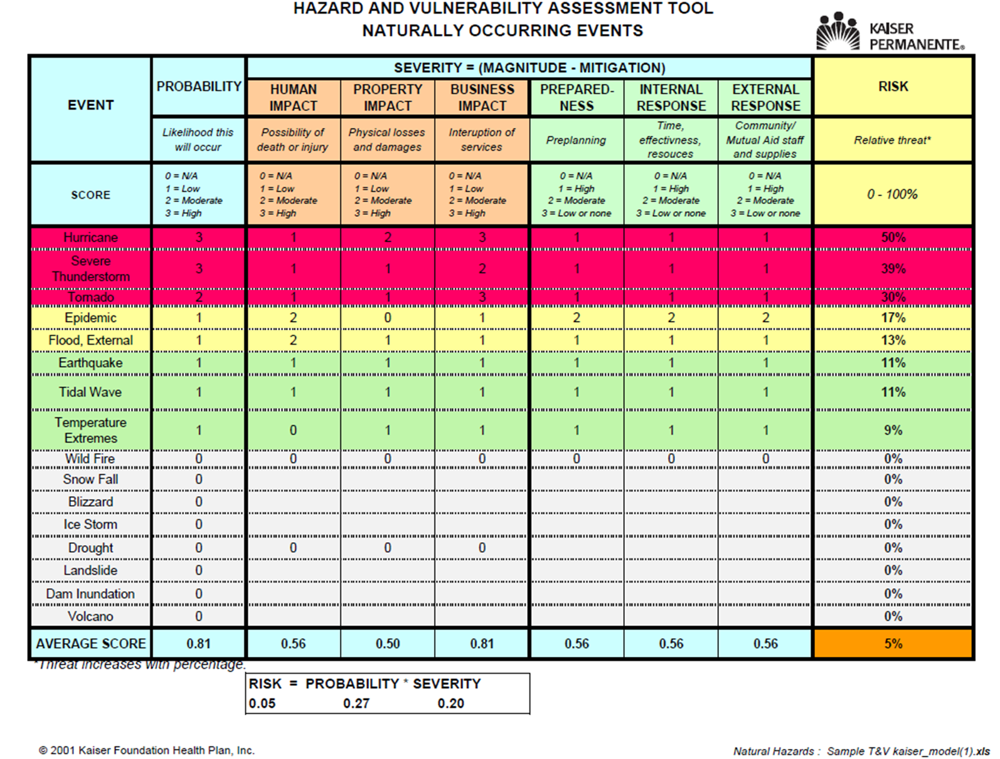 HAZARD AND VULNERABILITY ASSESSMENT TOOL
NATURALLY OCCURRING EVENTS
KAISER
PERMANENTE®
SEVERITY = (MAGNITUDE - MITIGATION)
EVENT PROBABILITY HUMAN IMPACT PROPERTY IMPACT BUSINESS IMPACT PREPARED-NESS INTERNAL RESPONSE EXTERNAL RESPONSE RISK
Likelihood this will occur Possibility of death or injury Physical losses and damages Interuption of services Preplanning Time, effectivness, resouces Community/ Mutual Aid staff and supplies Relative threat*
SCORE
0 = N/A 0 = N/A 0 = N/A 0 = N/A 0 = N/A 0 = N/A 0 = N/A
1 = Low 1 = Low 1 = Low 1 = Low 1 = High 1 = High 1 = High
2 = Moderate 2 = Moderate 2 = Moderate 2 = Moderate 2 = Moderate 2 = Moderate 2 = Moderate
3 = High 3 = High 3 = High 3 = High 3 = Low or none 3 = Low or none 3 = Low or none
0 - 100%
Hurricane 3 1 2 3 1 1 1 50%
Severe Thunderstorm 3 1 1 2 1 1 1 39%
Tornado 2 1 1 3 1 1 1 30%
Epidemic 1 2 0 1 2 2 2 17%
Flood, External 1 2 1 1 1 1 1 13%
Earthquake 1 1 1 1 1 1 1 11%
Tidal Wave 1 1 1 1 1 1 1 11%
Temperature Extremes 1 0 1 1 1 1 1 9%
Wild Fire 0 0 0 0 0 0 0 0%
Snow Fall 0 0%
Blizzard 0 0%
Ice Storm 0 0%
Drought 0 0 0 0 0%
Landslide 0 0%
Dam Inundation 0 0%
Volcano 0 0%
AVERAGE SCORE 0.81 0.56 0.50 0.81 0.56 0.56 0.56 5%
*Threat increases with percentage.
RISK = PROBABILITY * SEVERITY
0.05 0.27 0.20
© 2001 Kaiser Foundation Health Plan, Inc.
Natural Hazards : Sample T&V kaiser_model(1).xls